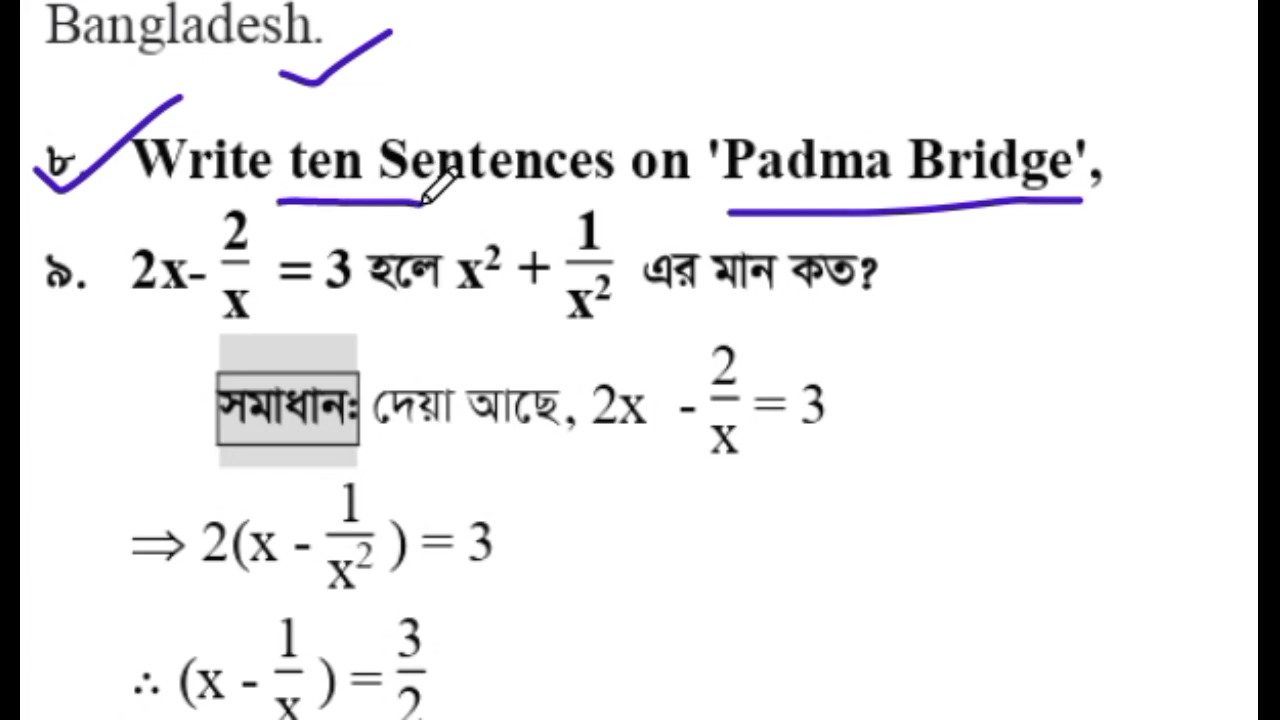 Bangladesh.
৮. Write ten Sentences on 'Padma Bridge',
৯. 2x- 2/x = 3 হলে x² + 1/x² এর মান কত?
সমাধান: দেয়া আছে, 2x - 2/x = 3
⇒ 2(x - 1/x² ) = 3
∴ (x - 1/x ) = 3/2